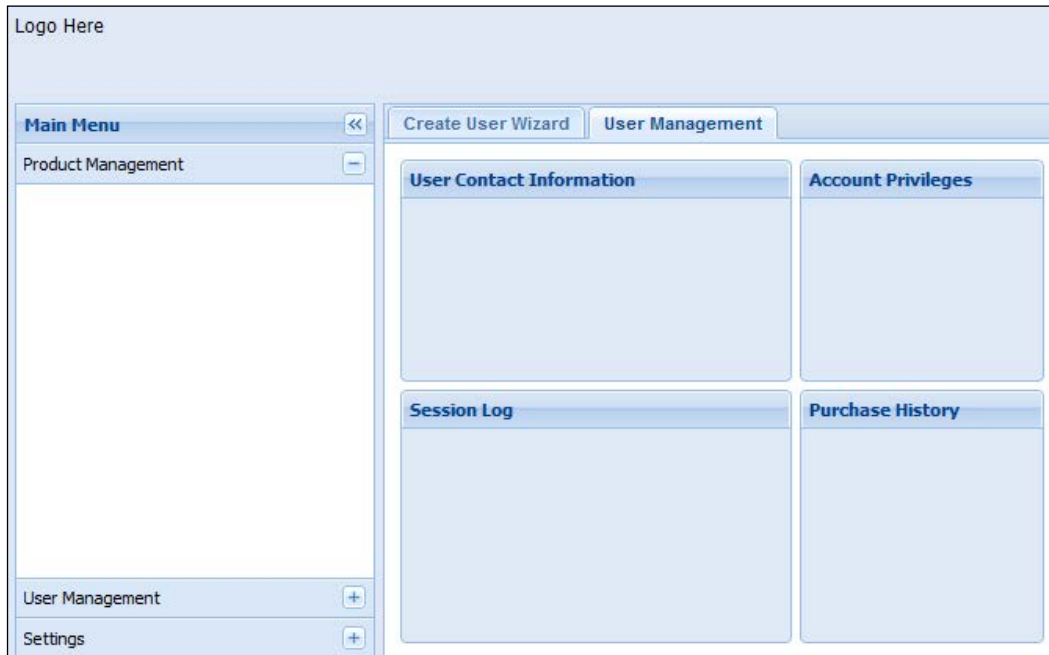 Logo Here
Main Menu
Product Management
User Management
Settings
Create User Wizard
User Management
User Contact Information
Account Privileges
Session Log
Purchase History